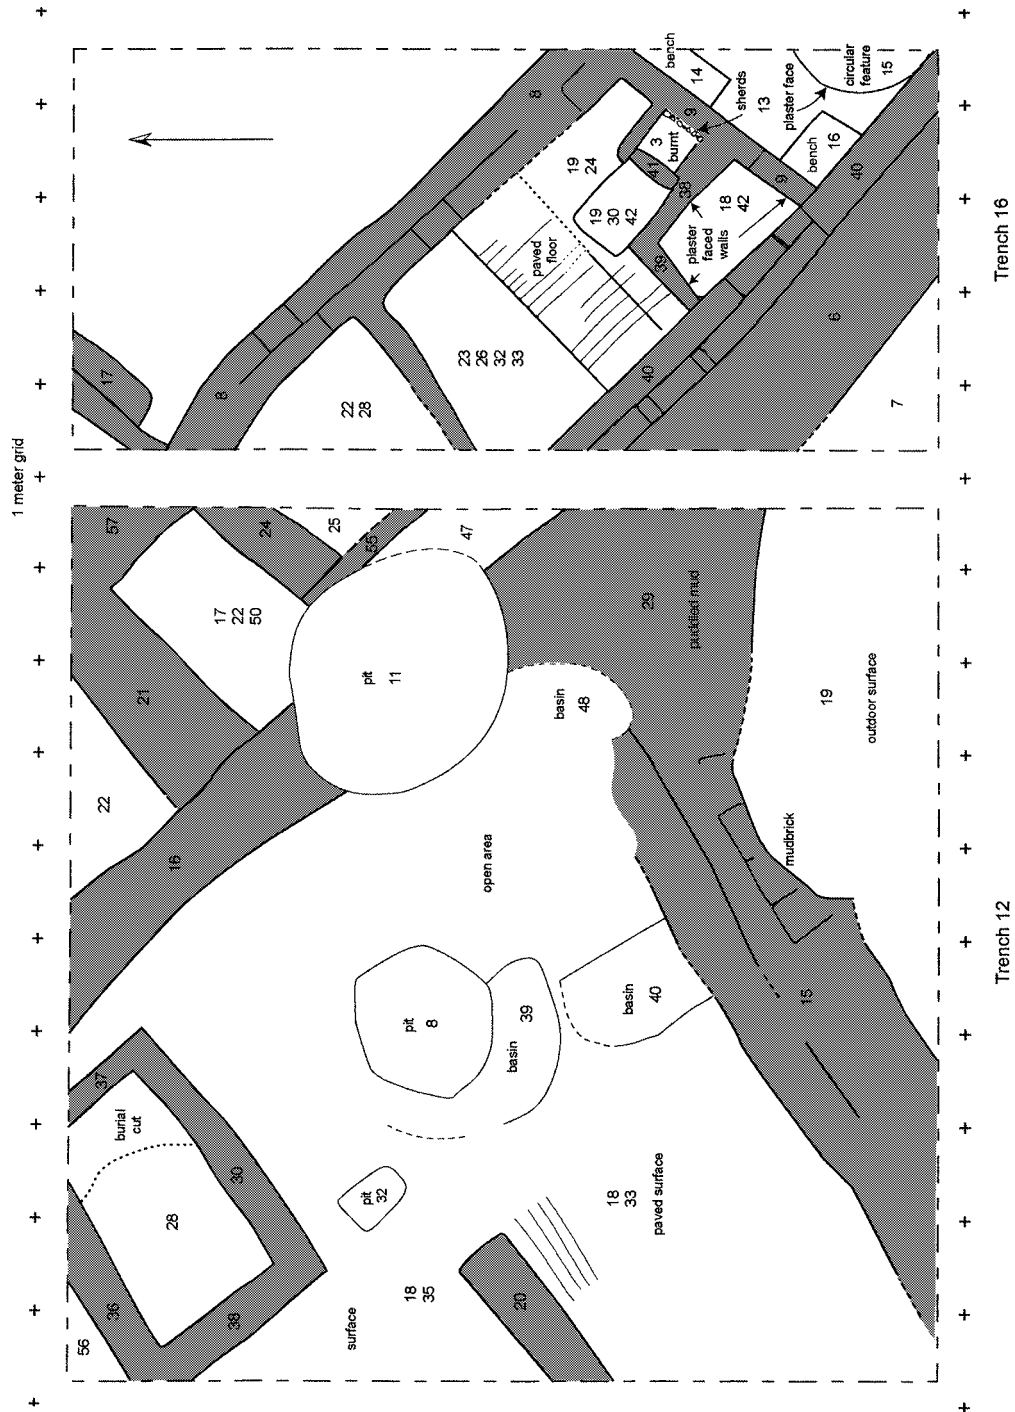 1 meter grid
17
8
8
22
28
23
26
32
33
paved
floor
19
24
19
30
42
41
3
burnt
9
sherds
bench
14
13
plaster face
circular
feature
15
bench
16
9
40
38
39
plaster
faced
walls
18
42
40
6
7
Trench 16
57
24
25
55
47
17
22
50
21
22
16
pit
11
basin
48
29
puddled mud
19
outdoor surface
mudbrick
open area
pit
8
basin
39
basin
40
15
37
burial
cut
28
30
36
56
38
pit
32
surface
18
35
20
18
33
paved surface
Trench 12